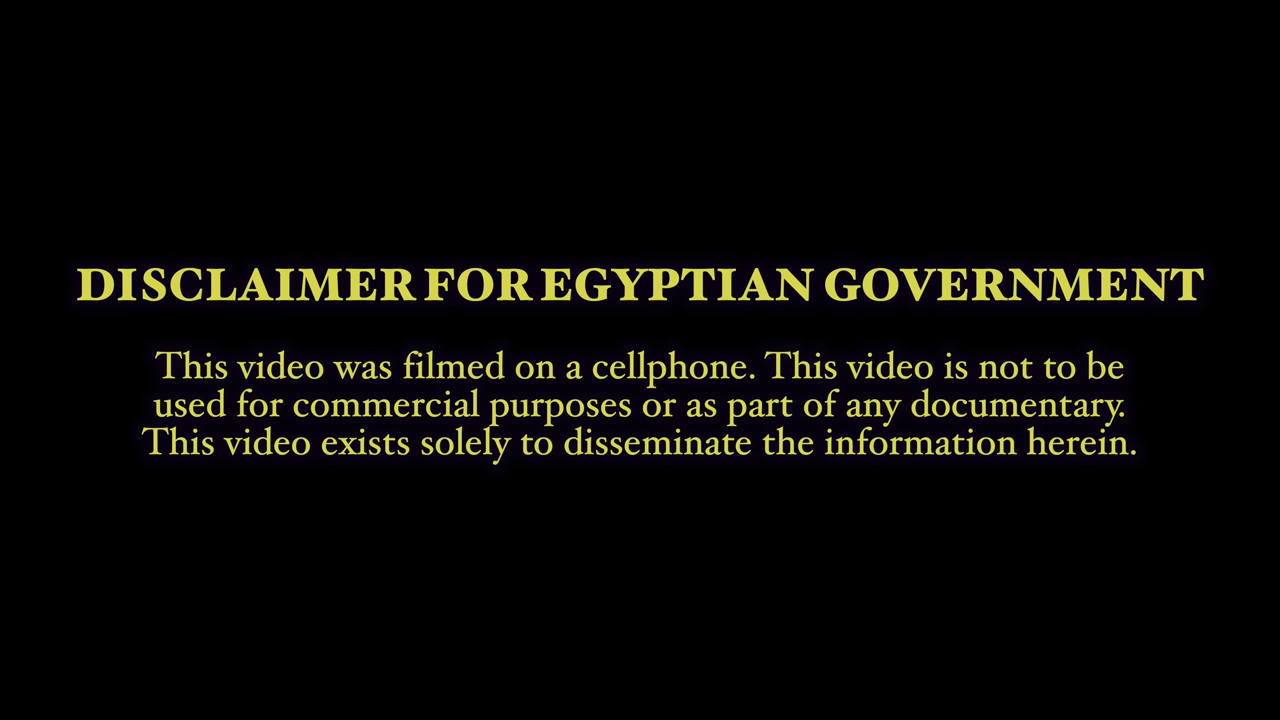 DISCLAIMER FOR EGYPTIAN GOVERNMENT
This video was filmed on a cellphone. This video is not to be
used for commercial purposes or as part of any documentary.
This video exists solely to disseminate the information herein.